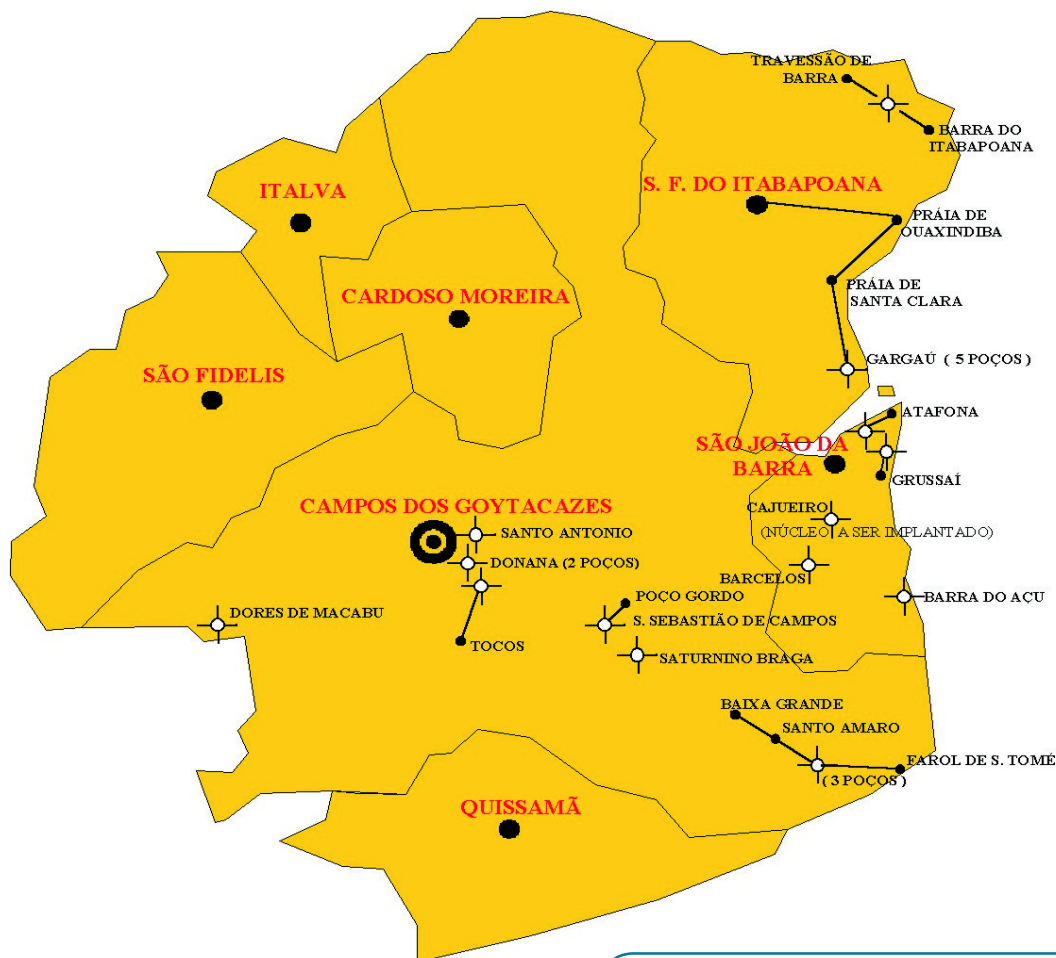 TRAVESSÃO DE
BARRA
BARRA DO
ITABAPOANA
ITALVA
S. F. DO ITABAPOANA
PRÁIA DE
OUAXINDIBA
CARDOSO MOREIRA
PRÁIA DE
SANTA CLARA
GARGAÚ ( 5 POÇOS )
SÃO FIDELIS
ATAFONA
SÃO JOÃO DA
BARRA
GRUSSAÍ
CAMPOS DOS GOYTACAZES
CAJUEIRO
(NÚCLEO A SER IMPLANTADO)
SANTO ANTONIO
DONANA (2 POÇOS)
BARCELOS
BARRA DO AÇU
POÇO GORDO
DORES DE MACABU
S. SEBASTIÃO DE CAMPOS
TOCOS
SATURNINO BRAGA
BAIXA GRANDE
SANTO AMARO
FAROL DE S. TOMÉ
( 3 POÇOS )
QUISSAMÃ